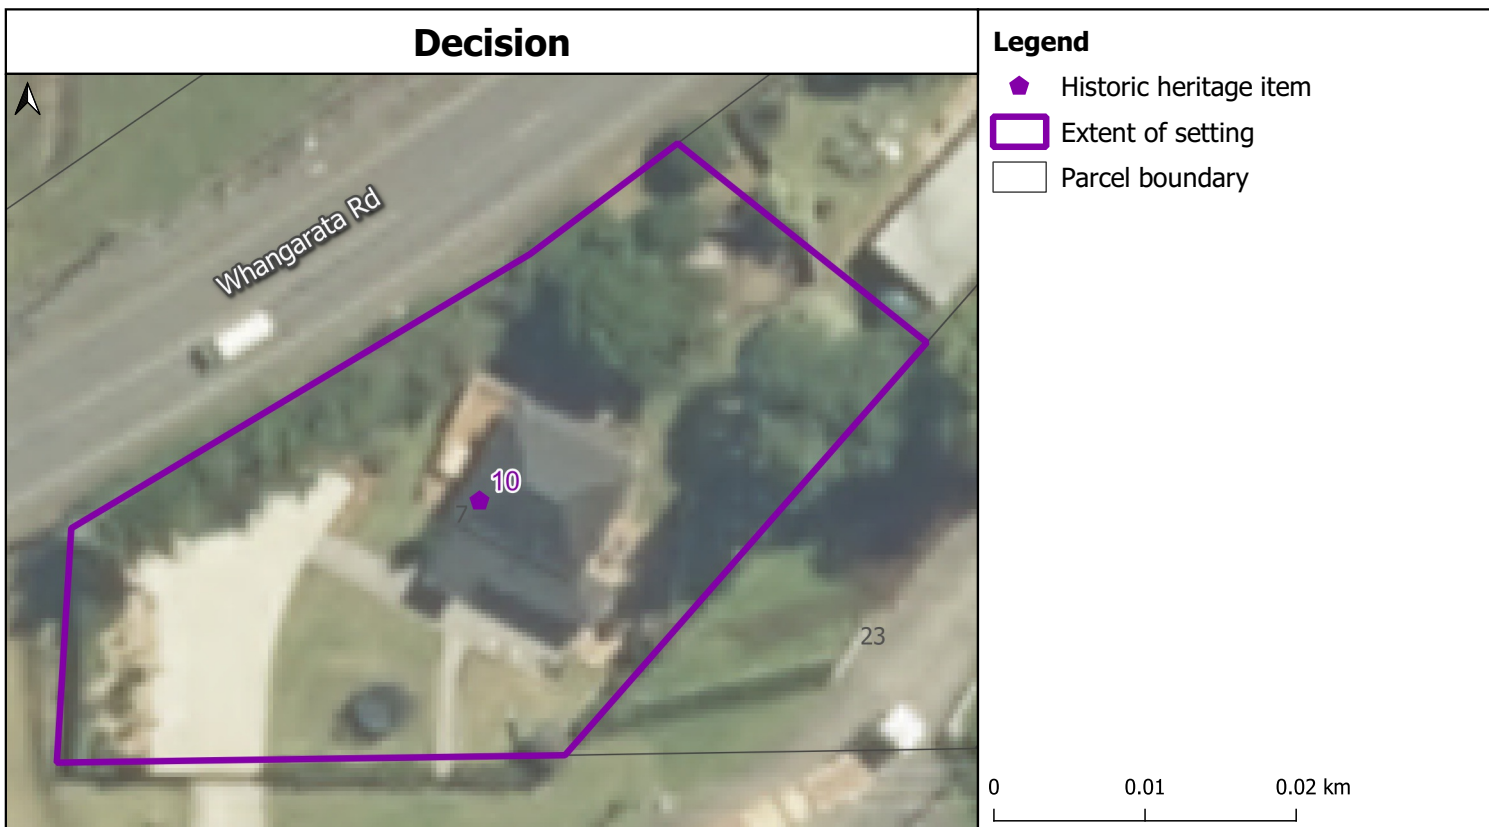 Decision
Whangarata Rd
10
7
23
Legend
Historic heritage item
Extent of setting
Parcel boundary
0 0.01 0.02 km